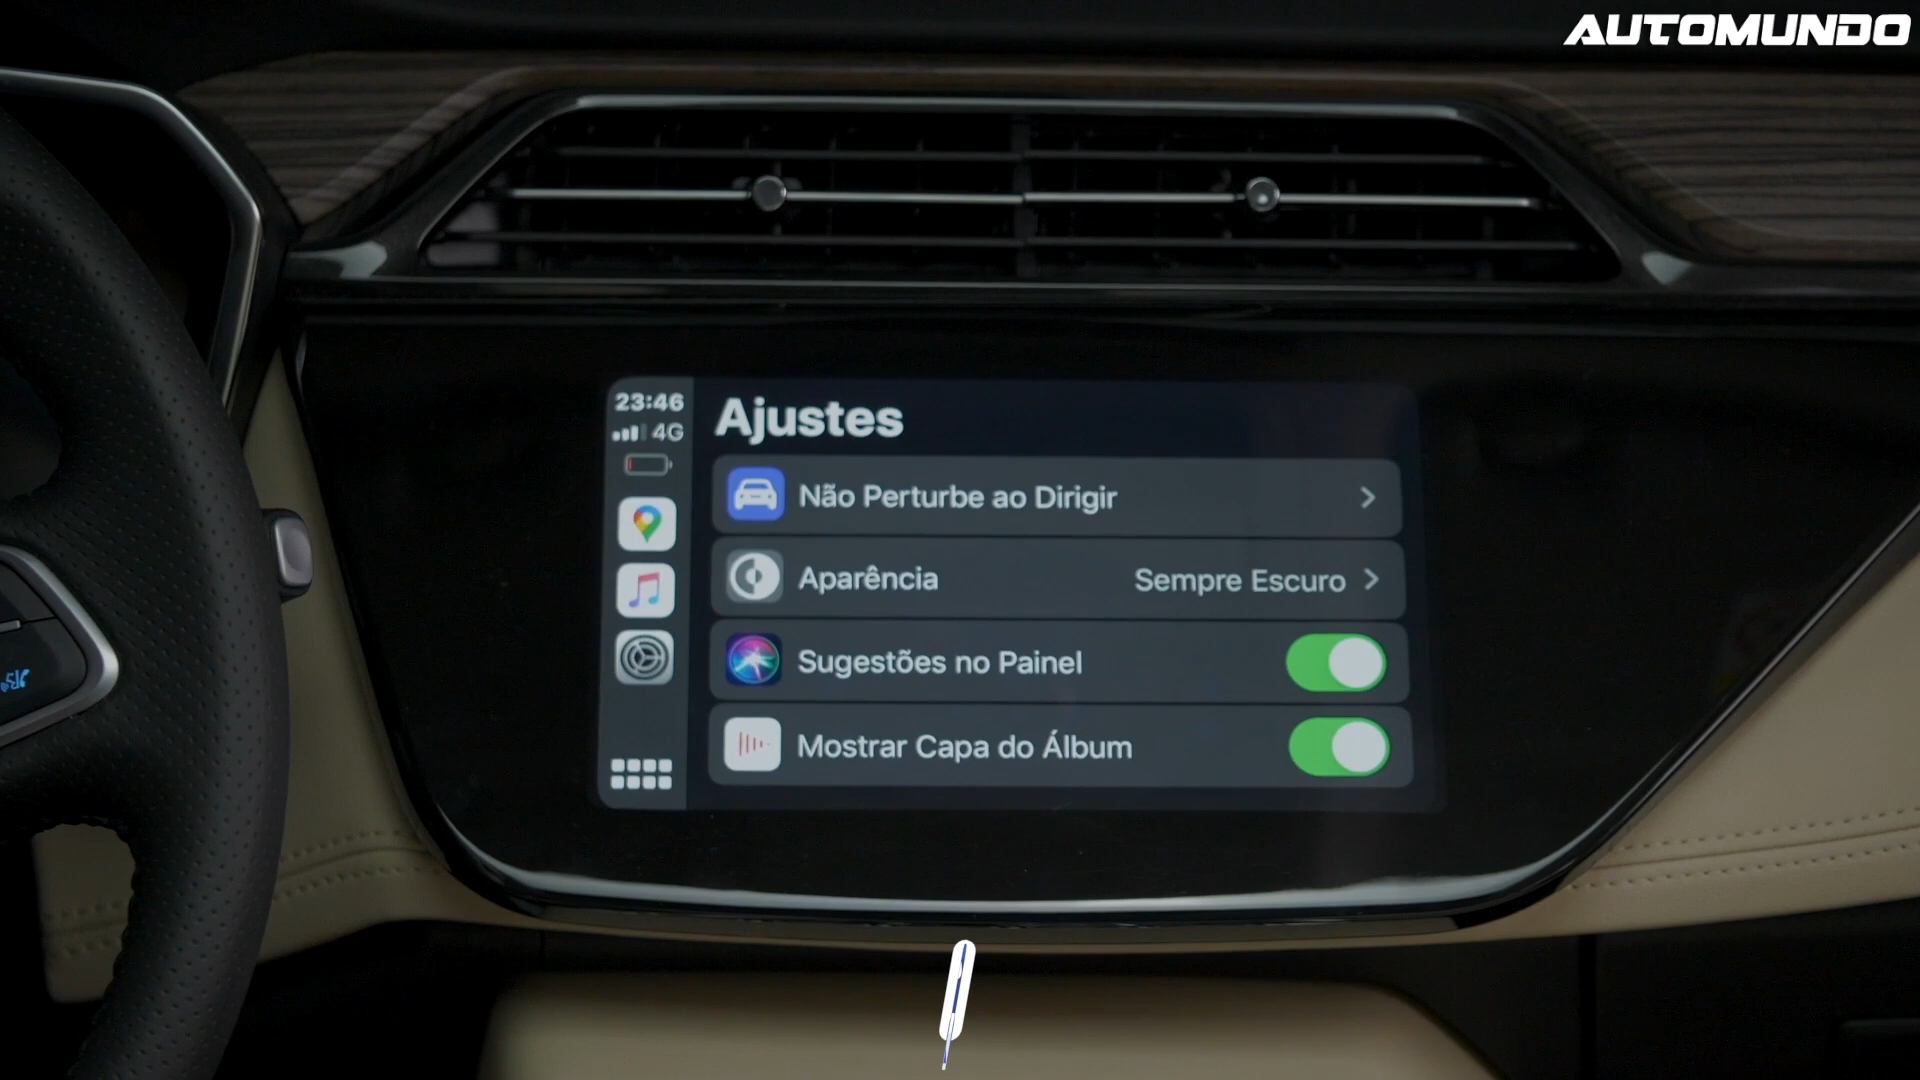 AUTOMUNDO
23:46
4G
Ajustes
Não Perturbe ao Dirigir
Aparência Sempre Escuro
Sugestões no Painel
Mostrar Capa do Álbum